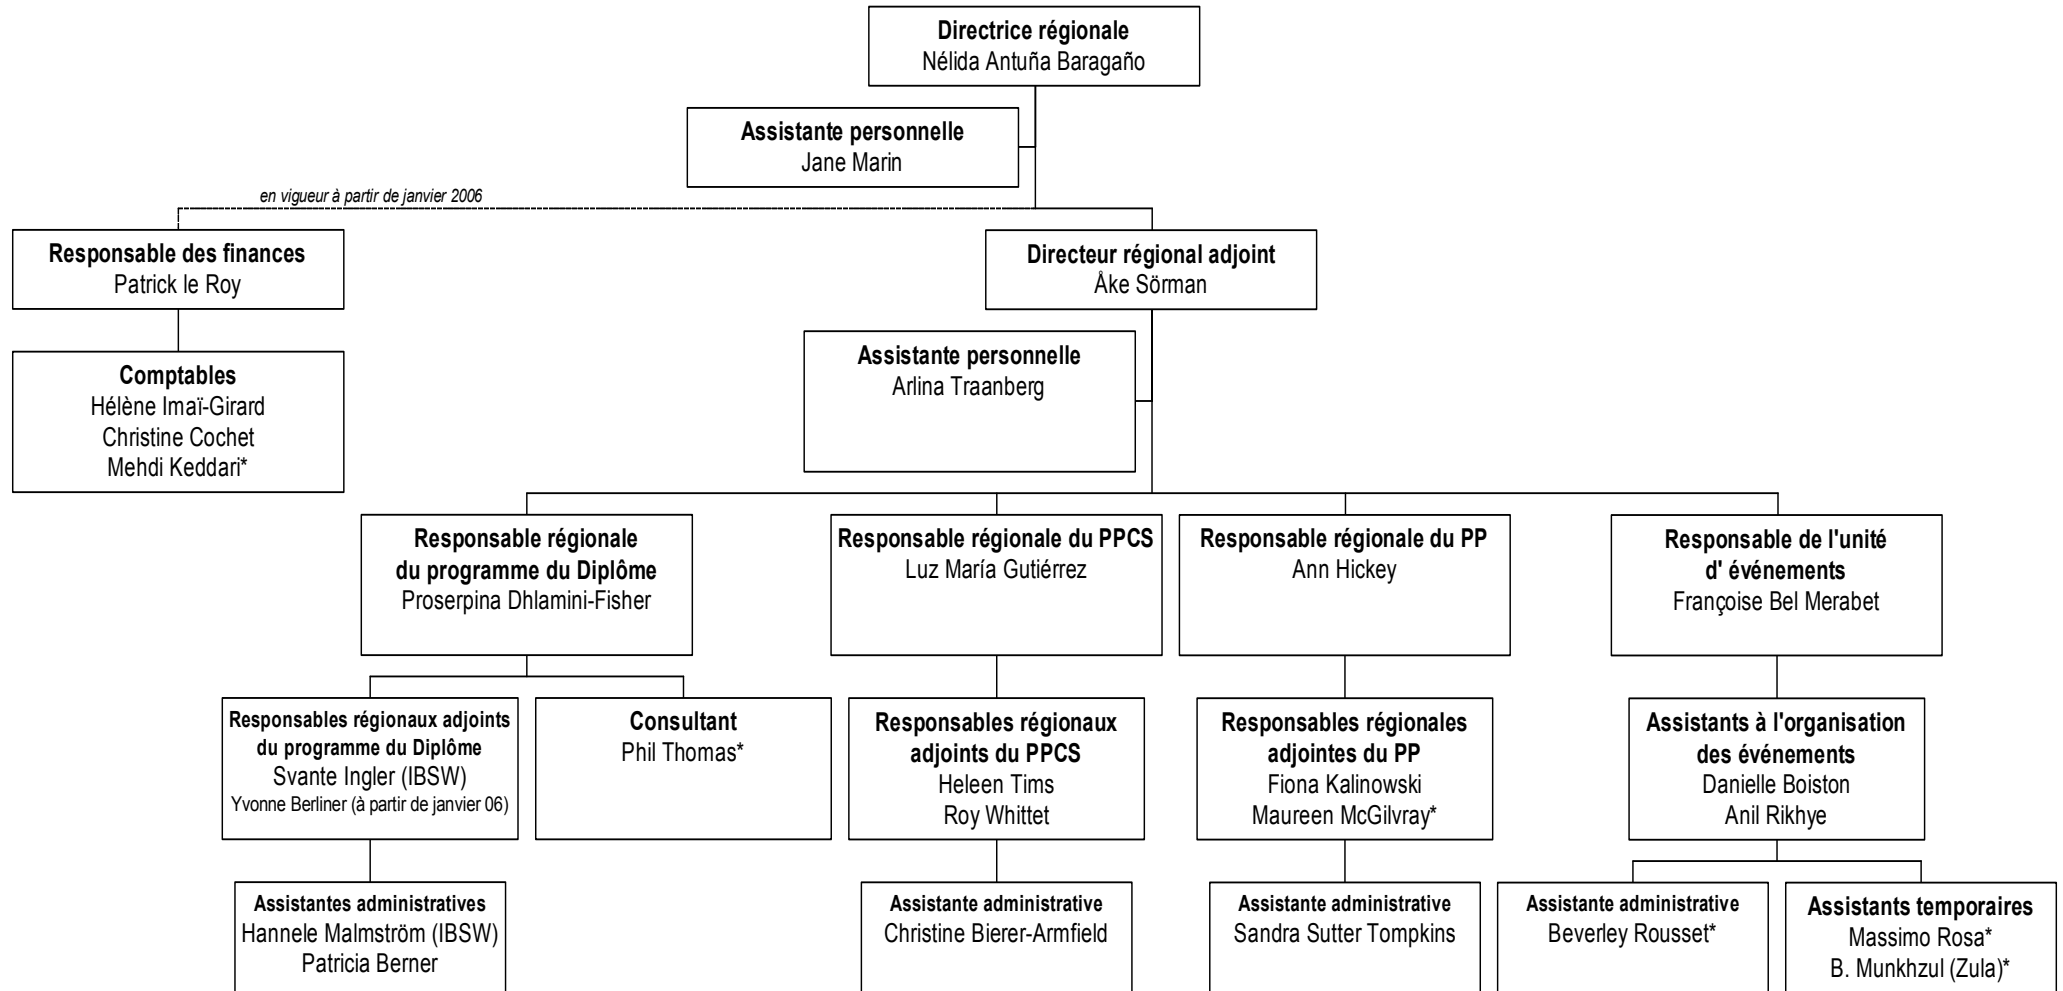 Directrice régionale
Nélida Antuña Baragaño
Assistante personnelle
Jane Marin
en vigueur à partir de janvier 2006
Responsable des finances
Patrick le Roy
Directeur régional adjoint
Åke Sörman
Comptables
Hélène Imaï-Girard
Christine Cochet
Mehdi Keddari*
Assistante personnelle
Arlina Traanberg
Responsable régionale
du programme du Diplôme
Proserpina Dhlamini-Fisher
Responsable régionale du PPCS
Luz María Gutiérrez
Responsable régionale du PP
Ann Hickey
Responsable de l'unité
d' événements
Françoise Bel Merabet
Responsables régionaux adjoints
du programme du Diplôme
Svante Ingler (IBSW)
Yvonne Berliner (à partir de janvier 06)
Consultant
Phil Thomas*
Responsables régionaux
adjoints du PPCS
Heleen Tims
Roy Whittet
Responsables régionales
adjointes du PP
Fiona Kalinowski
Maureen McGilvray*
Assistants à l'organisation
des événements
Danielle Boiston
Anil Rikhye
Assistantes administratives
Hannele Malmström (IBSW)
Patricia Berner
Assistante administrative
Christine Bierer-Armfield
Assistante administrative
Sandra Sutter Tompkins
Assistante administrative
Beverley Rousset*
Assistants temporaires
Massimo Rosa*
B. Munkhzul (Zula)*